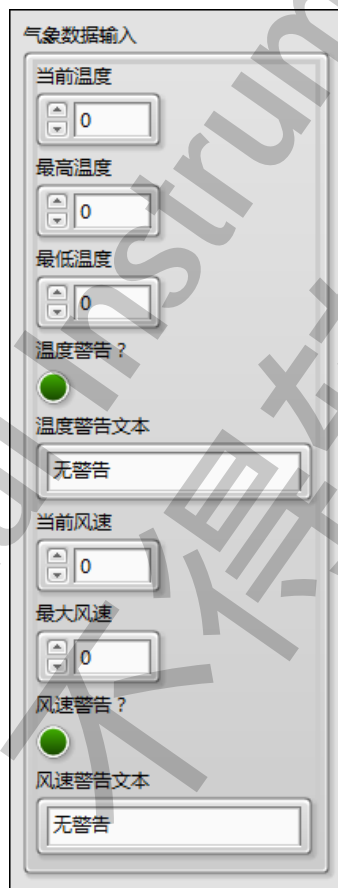 气象数据输入
当前温度
0
最高温度
0
最低温度
0
温度警告？
温度警告文本
无警告
当前风速
0
最大风速
0
风速警告？
风速警告文本
无警告